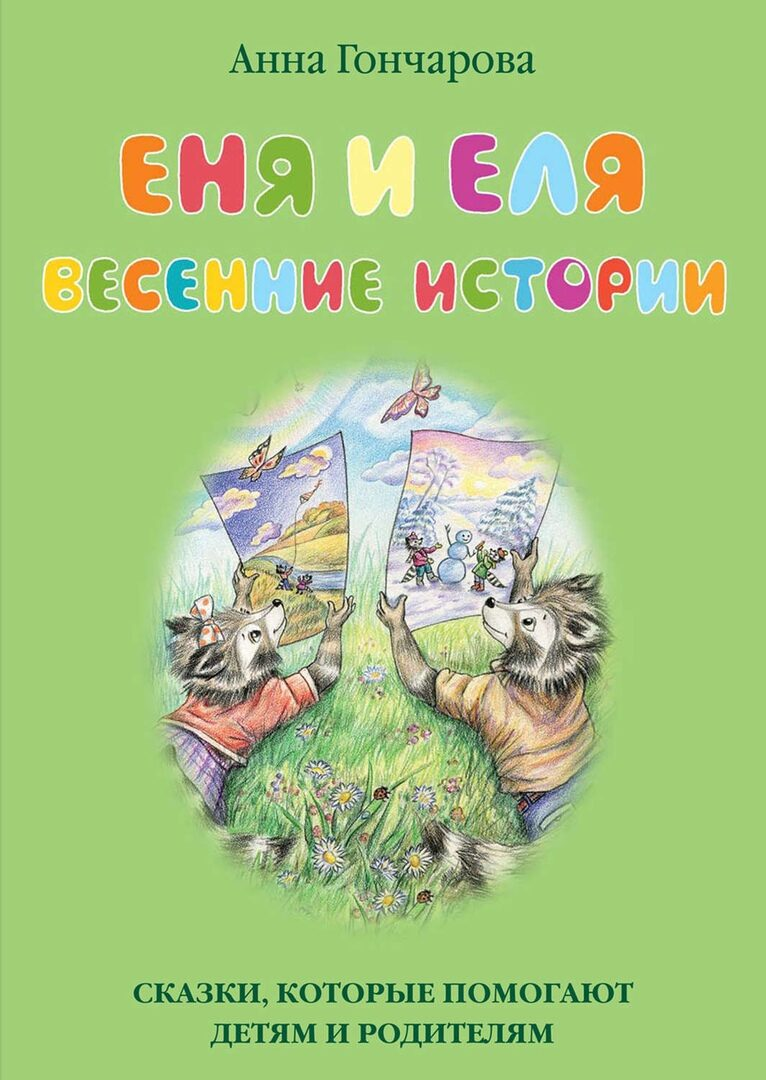 Анна Гончарова
ЕНЯ И ЕЛЯ
ВЕСЕННИЕ ИСТОРИИ
СКАЗКИ, КОТОРЫЕ ПОМОГАЮТ
ДЕТЯМ И РОДИТЕЛЯМ